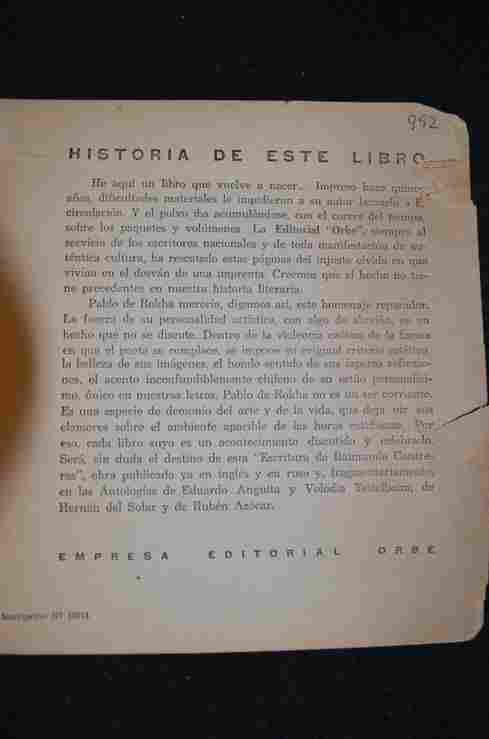 992
HISTORIA DE ESTE LIBRO
He aquí un libro que vuelve a nacer. Impreso hace quince
años, dificultades materiales le impidieron a su autor lanzarlo a
circulación. Y el polvo iba acumulándose, con el correr del tiempo,
sobre los paquetes y volúmenes. La Editorial "Orbe", siempre al
servicio de los escritores nacionales y de toda manifestación de au-
téntica cultura, ha rescatado estas páginas del injusto olvido en que
vivían en el desván de una imprenta. Creemos que el hecho no tie-
ne precedentes en nuestra historia literaria.
Pablo de Rokha merecía, digamos así, este homenaje reparador.
La fuerza de su personalidad artística, con algo de aluvión, es un
hecho que no se discute. Dentro de la violencia caótica de la forma
en que el poeta se complace, se impone su original criterio estético,
la belleza de sus imágenes, el hondo sentido de sus ásperas reflexio-
nes, el acento inconfundiblemente chileno de su estilo personalísi-
mo, único en nuestras letras. Pablo de Rokha no es un ser corriente.
Es una especie de demonio del arte y de la vida, que deja oír sus
clamores sobre el ambiente apacible de las horas cotidianas. Por
eso, cada libro suyo es un acontecimiento discutido y celebrado.
Será, sin duda el destino de esta "Escritura de Raimundo Contre-
ras", obra publicada ya en inglés y en ruso y, fragmentariamente,
en las Antologías de Eduardo Anguita y Volodia Teitelboim, de
Hernán del Solar y de Rubén Azócar.
EMPRESA EDITORIAL ORBE
Inscripción Nº